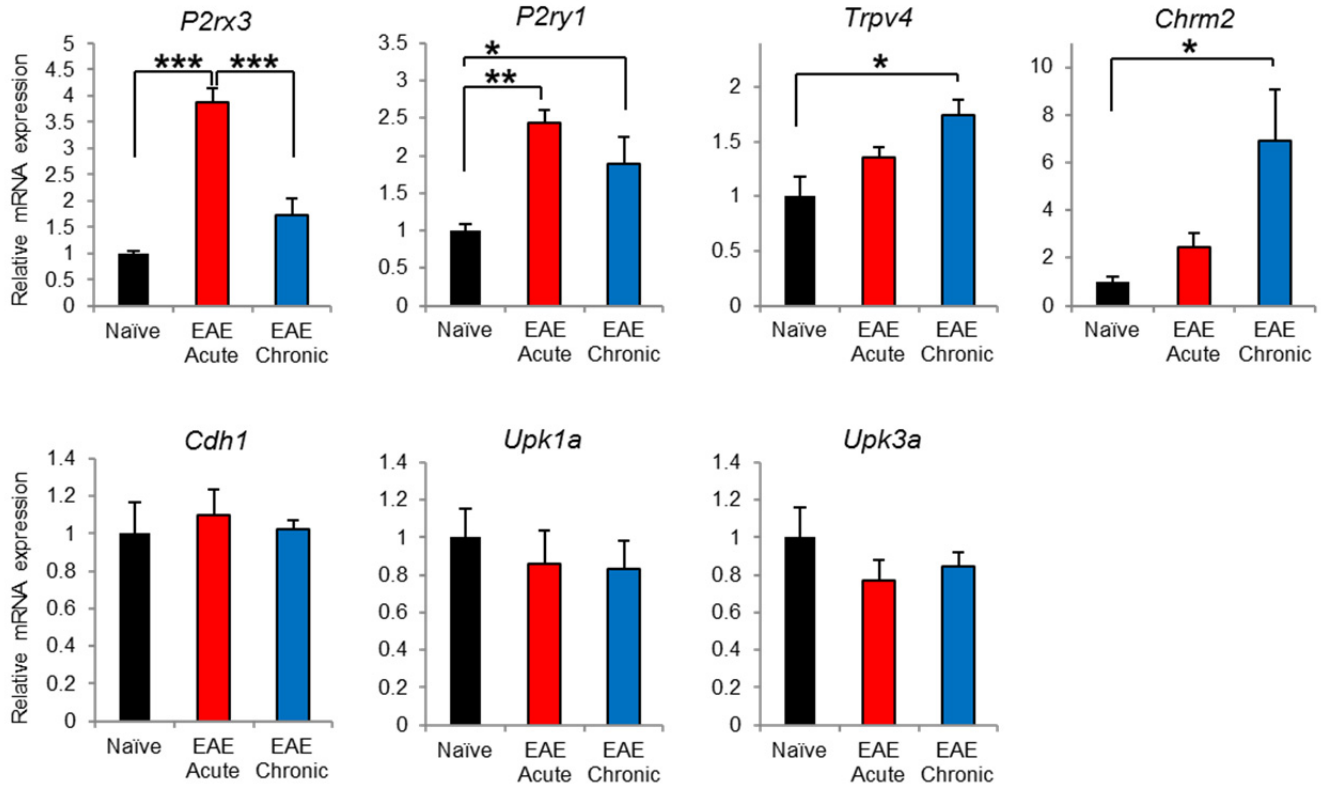 P2rx3
P2ry1
Trpv4
Chrm2
Relative mRNA expression
5
4.5
4
3.5
3
2.5
2
1.5
1
0.5
0
*** ***
Naïve
EAE
Acute
EAE
Chronic
3.5
3
2.5
2
1.5
1
0.5
0
*
**
Naïve
EAE
Acute
EAE
Chronic
2
1.5
1
0.5
0
*
Naïve
EAE
Acute
EAE
Chronic
10
8
6
4
2
0
*
Naïve
EAE
Acute
EAE
Chronic
Cdh1
Upk1a
Upk3a
Relative mRNA expression
1.4
1.2
1
0.8
0.6
0.4
0.2
0
Naïve
EAE
Acute
EAE
Chronic
1.4
1.2
1
0.8
0.6
0.4
0.2
0
Naïve
EAE
Acute
EAE
Chronic
1.4
1.2
1
0.8
0.6
0.4
0.2
0
Naïve
EAE
Acute
EAE
Chronic